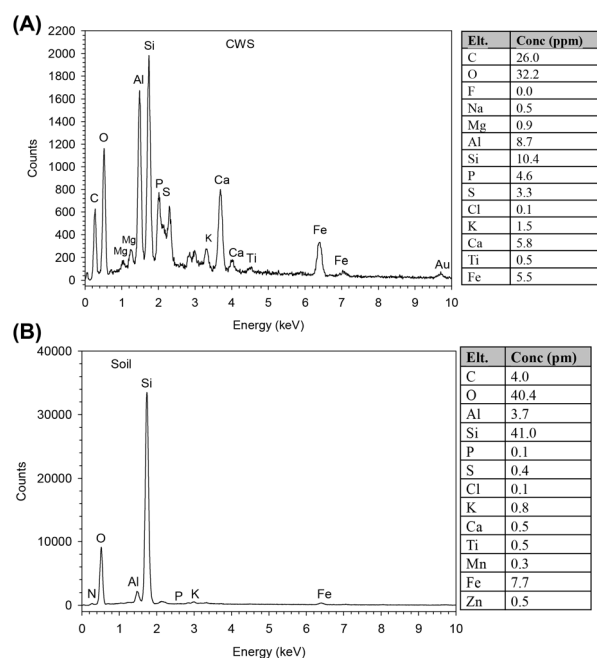 (A)
2200
2000
1800
1600
1400
1200
1000
800
600
400
200
0
Counts
CWS
C
O
Mg
Mg
Al
Si
P
S
K
Ca
Ca
Ti
Fe
Fe
Au
0 1 2 3 4 5 6 7 8 9 10
Energy (keV)
Elt. Conc (ppm)
C 26.0
O 32.2
F 0.0
Na 0.5
Mg 0.9
Al 8.7
Si 10.4
P 4.6
S 3.3
Cl 0.1
K 1.5
Ca 5.8
Ti 0.5
Fe 5.5
(B)
40000
30000
20000
10000
0
Counts
Soil
Si
O
N
Al
P
K
Fe
0 1 2 3 4 5 6 7 8 9 10
Energy (keV)
Elt. Conc (pm)
C 4.0
O 40.4
Al 3.7
Si 41.0
P 0.1
S 0.4
Cl 0.1
K 0.8
Ca 0.5
Ti 0.5
Mn 0.3
Fe 7.7
Zn 0.5